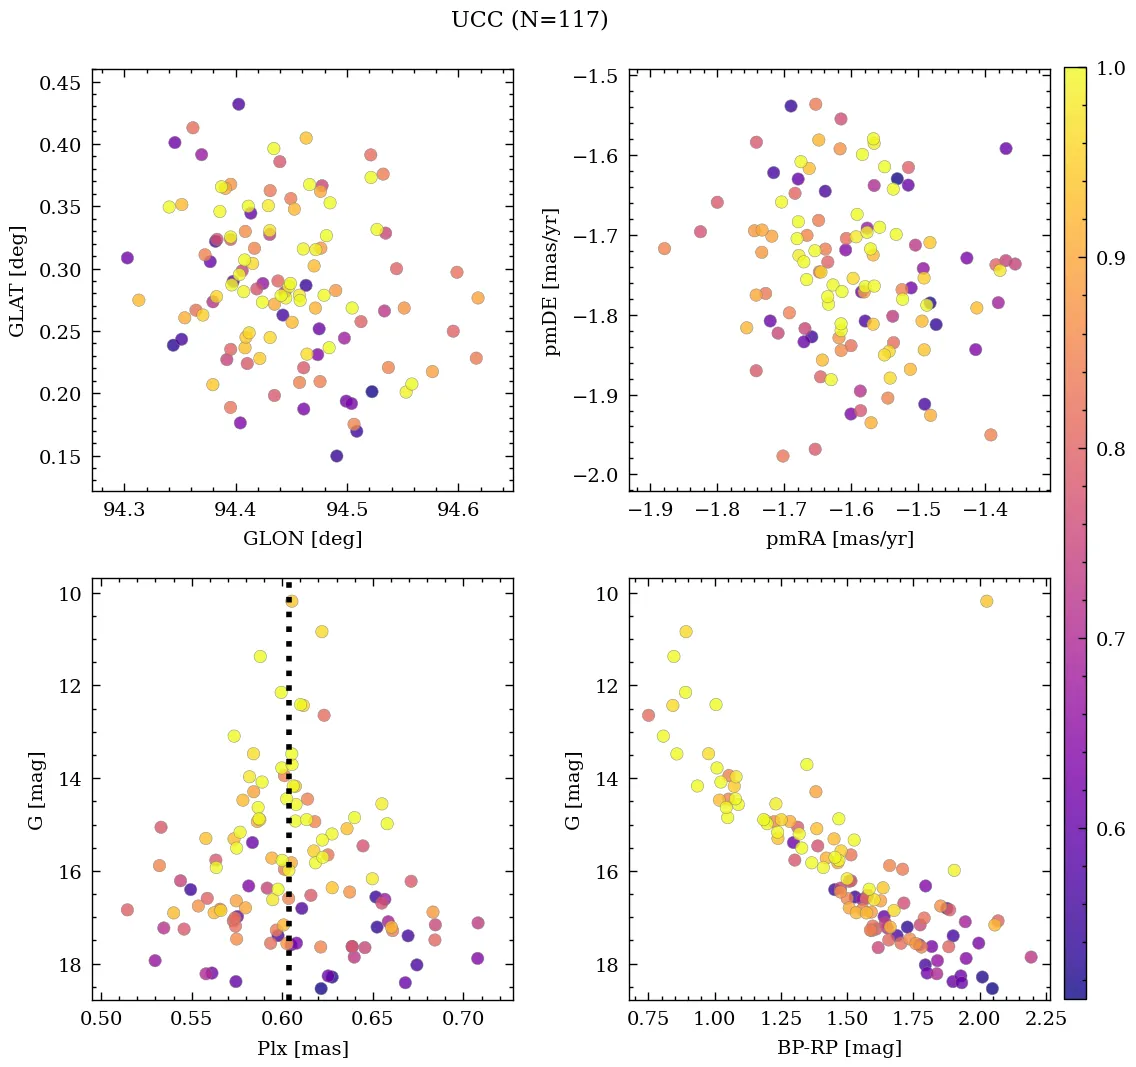 UCC (N=117)
0.45
0.40
0.35
0.30
0.25
0.20
0.15
GLAT [deg]
94.3 94.4 94.5 94.6
GLON [deg]
−1.5
−1.6
−1.7
−1.8
−1.9
−2.0
pmDE [mas/yr]
−1.9 −1.8 −1.7 −1.6 −1.5 −1.4
pmRA [mas/yr]
1.0
0.9
0.8
0.7
0.6
10
12
14
16
18
G [mag]
0.50 0.55 0.60 0.65 0.70
Plx [mas]
10
12
14
16
18
G [mag]
0.75 1.00 1.25 1.50 1.75 2.00 2.25
BP-RP [mag]